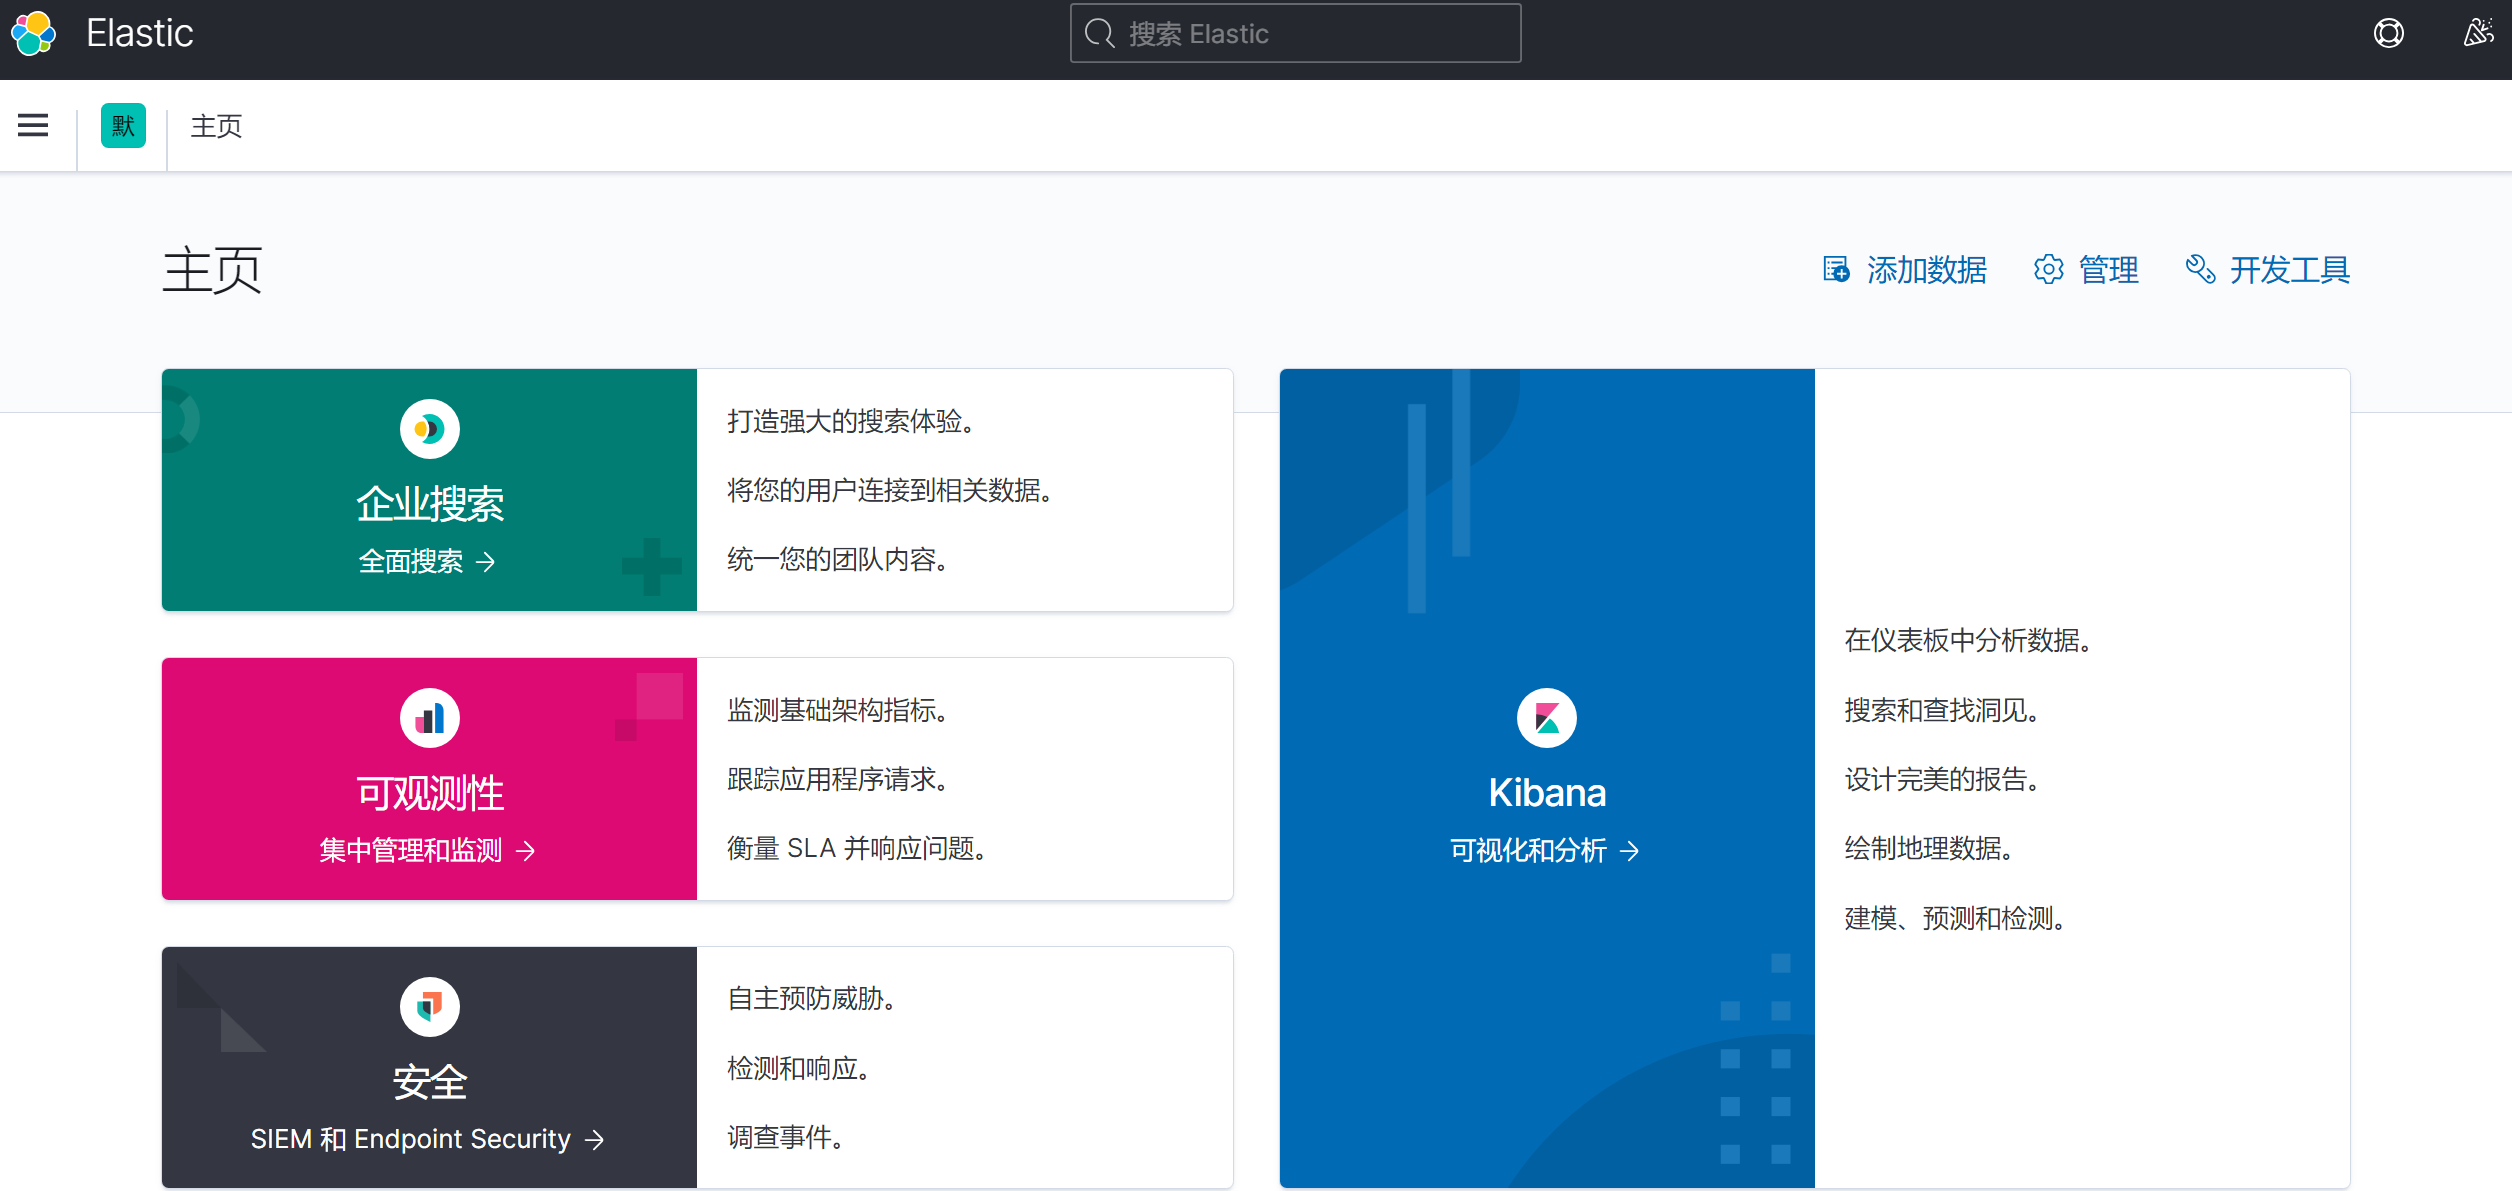 Elastic
搜索 Elastic
默
主页
主页
添加数据
管理
开发工具
企业搜索
全面搜索
打造强大的搜索体验。
将您的用户连接到相关数据。
统一您的团队内容。
可观测性
集中管理和监测
监测基础架构指标。
跟踪应用程序请求。
衡量 SLA 并响应问题。
安全
SIEM 和 Endpoint Security
自主预防威胁。
检测和响应。
调查事件。
Kibana
可视化和分析
在仪表板中分析数据。
搜索和查找洞见。
设计完美的报告。
绘制地理数据。
建模、预测和检测。